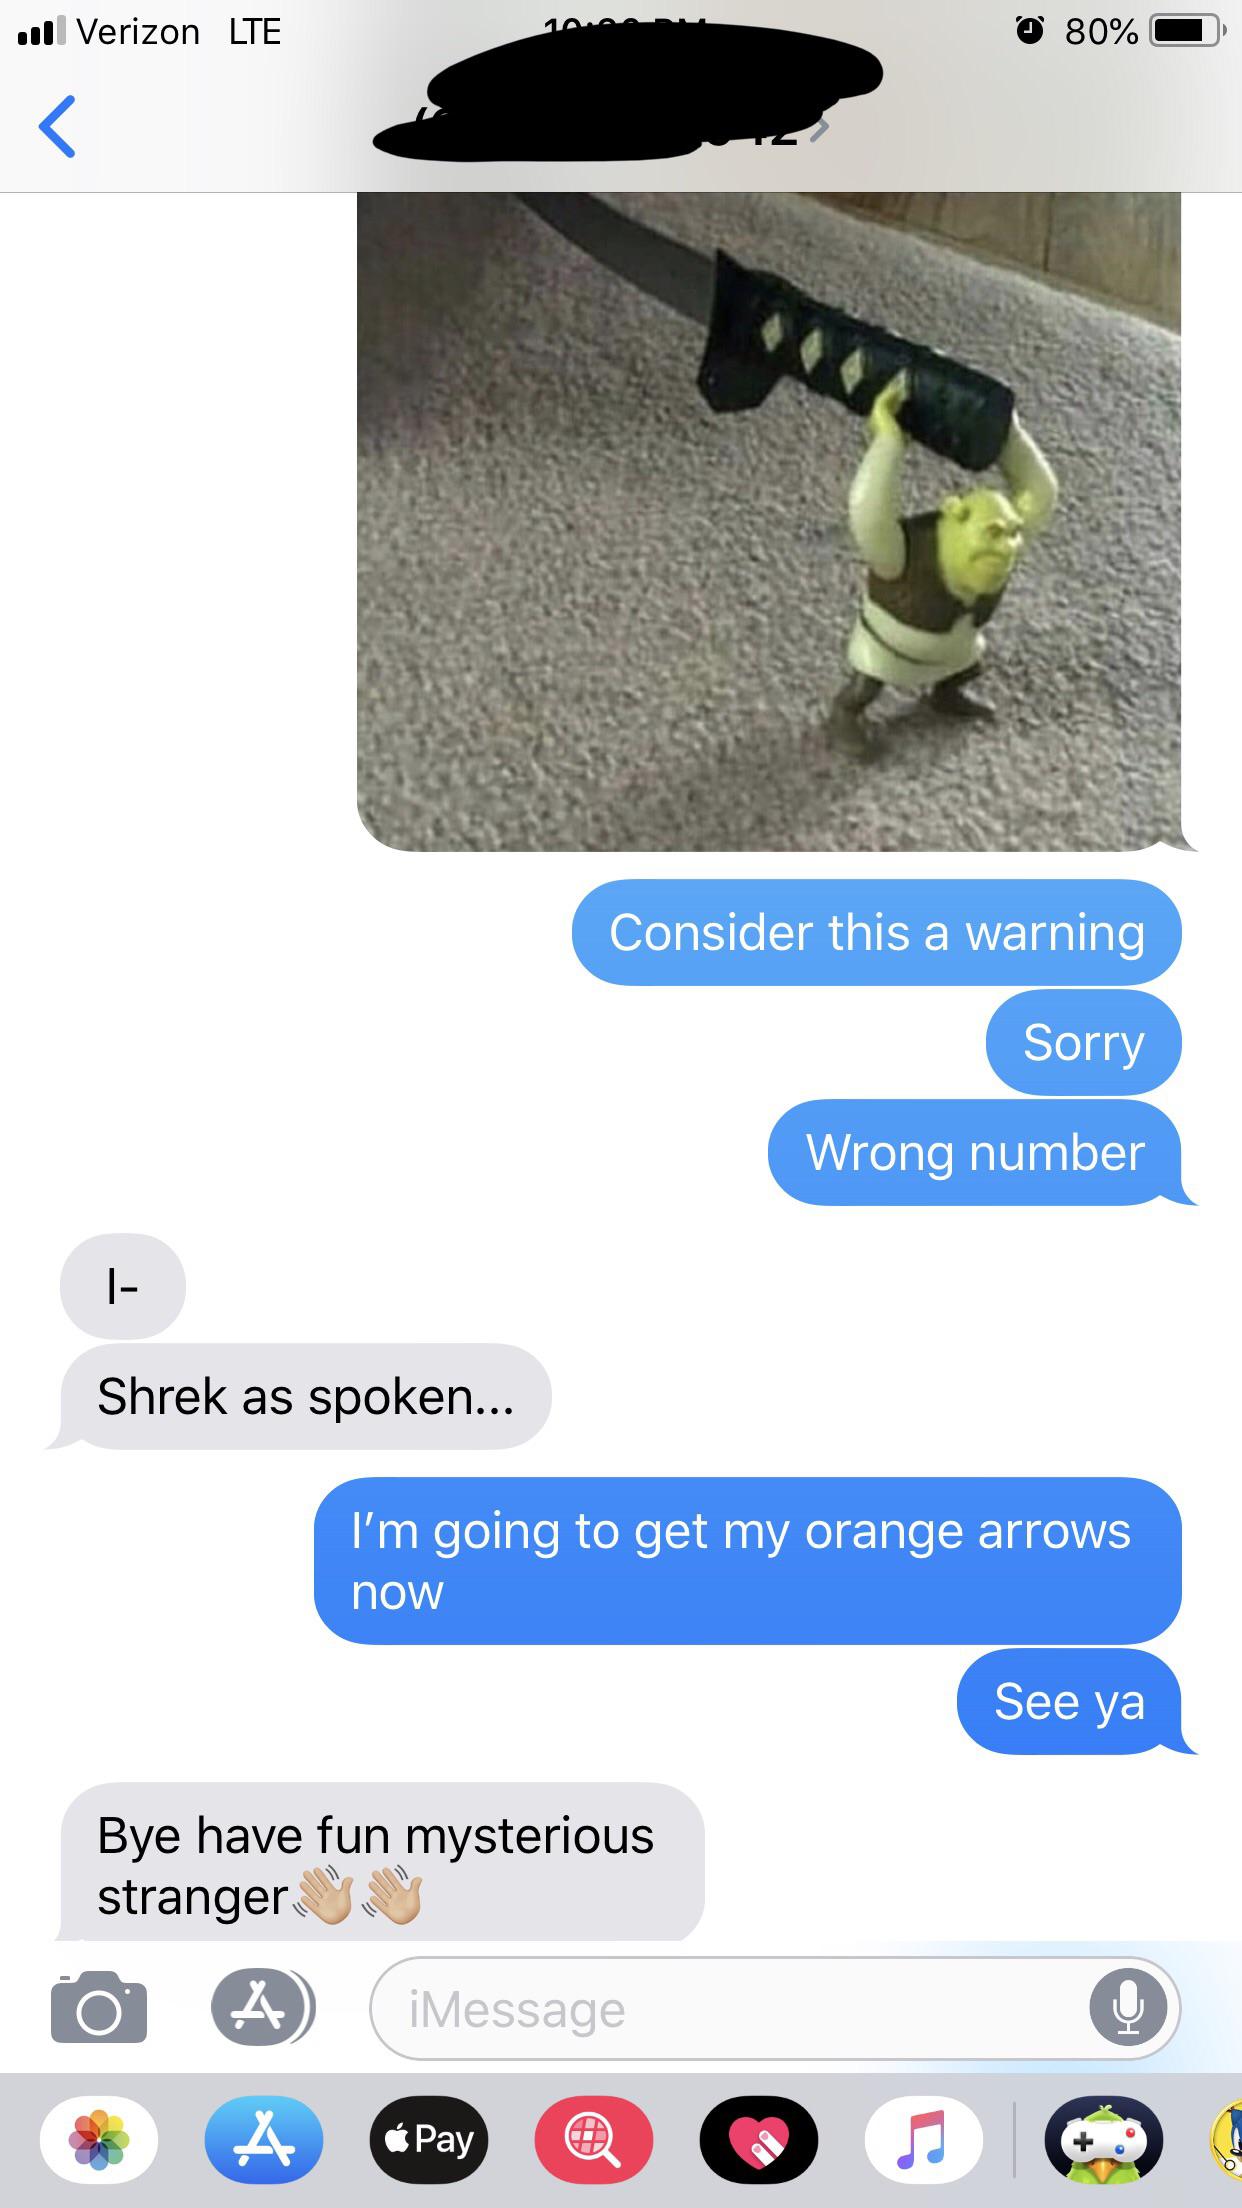 Verizon LTE
80%
Consider this a warning
Sorry
Wrong number
I-
Shrek as spoken...
I'm going to get my orange arrows
now
See ya
Bye have fun mysterious
stranger👋🏼👋🏼
iMessage
Pay